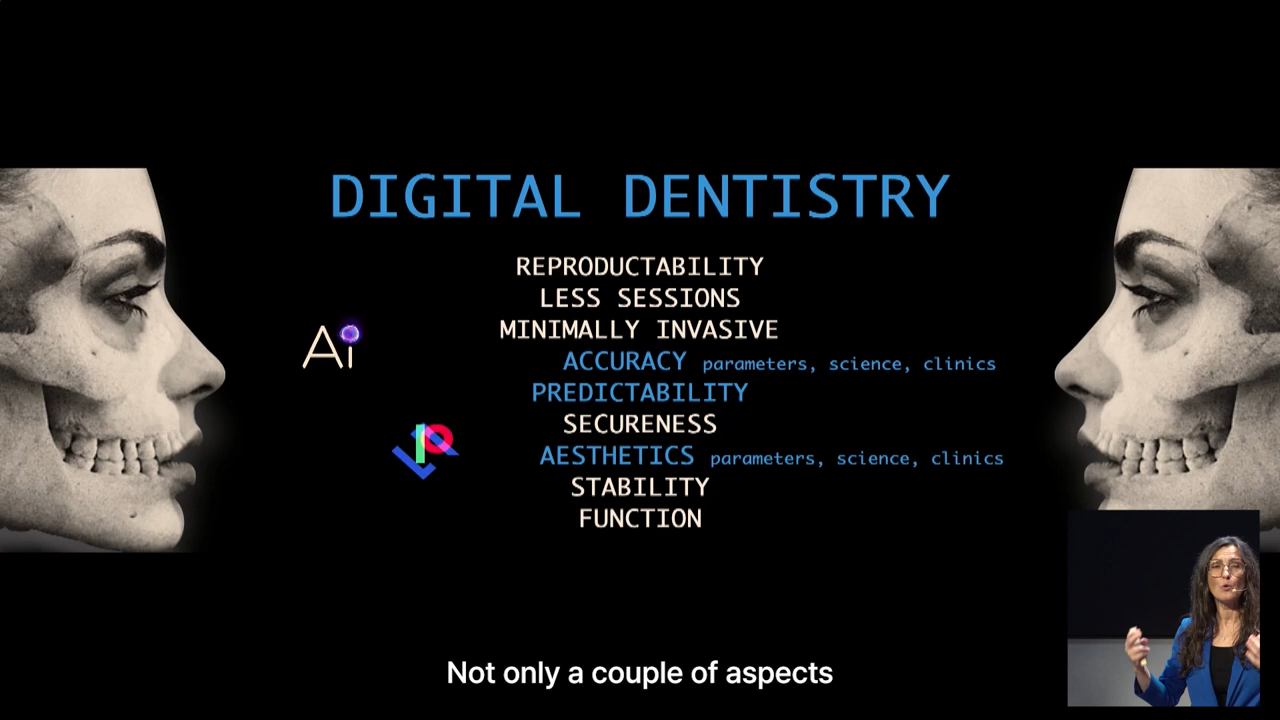 DIGITAL DENTISTRY
REPRODUCTABILITY
LESS SESSIONS
MINIMALLY INVASIVE
Ai
ACCURACY parameters, science, clinics
PREDICTABILITY
SECURENESS
AESTHETICS parameters, science, clinics
STABILITY
FUNCTION
Not only a couple of aspects